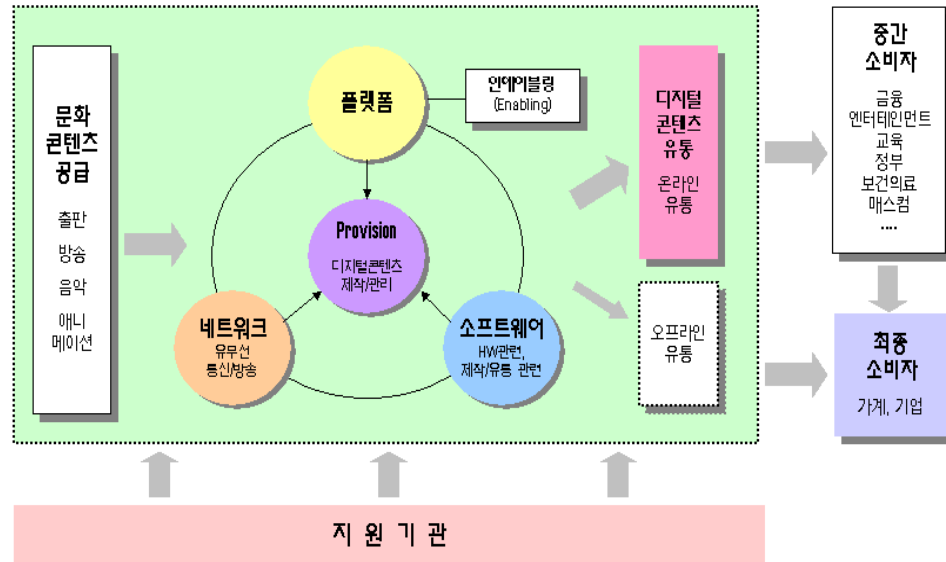 문화
콘텐츠
공급
출판
방송
음악
애니
메이션
플랫폼
인에이블링
(Enabling)
Provision
디지털콘텐츠
제작/관리
네트워크
유무선
통신/방송
소프트웨어
HW관련,
제작/유통 관련
디지털
콘텐츠
유통
온라인
유통
오프라인
유통
중간
소비자
금융
엔터테인먼트
교육
정부
보건의료
매스컴
....
최종
소비자
가계, 기업
지 원 기 관